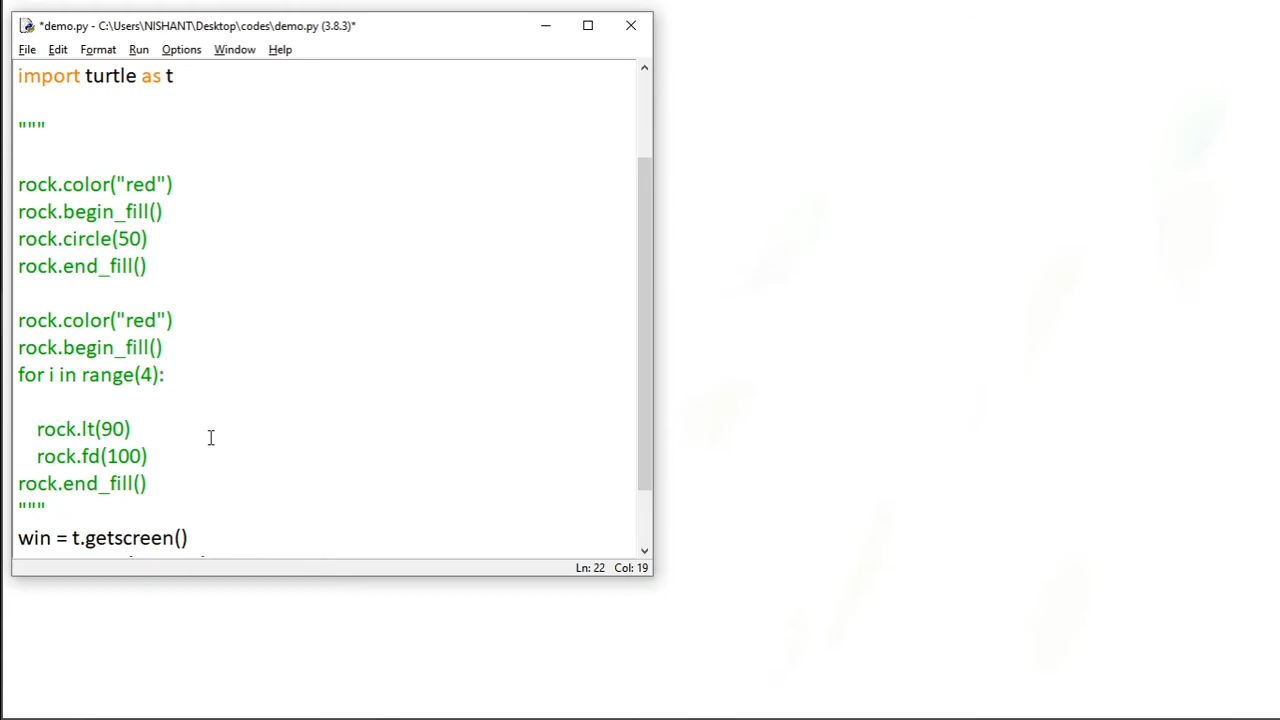 *demo.py - C:\Users\NISHANT\Desktop\codes\demo.py (3.8.3)*
File Edit Format Run Options Window Help
import turtle as t
"""
rock.color("red")
rock.begin_fill()
rock.circle(50)
rock.end_fill()
rock.color("red")
rock.begin_fill()
for i in range(4):
rock.lt(90)
rock.fd(100)
rock.end_fill()
"""
win = t.getscreen()
Ln: 22 Col: 19